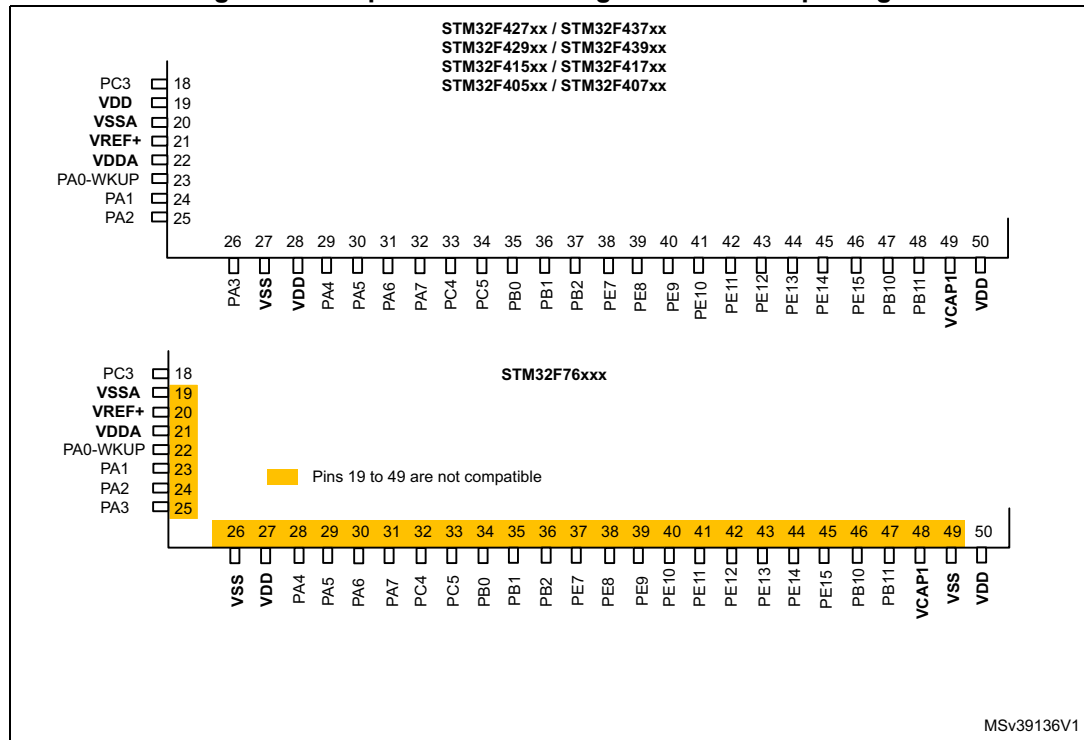 STM32F427xx / STM32F437xx
STM32F429xx / STM32F439xx
STM32F415xx / STM32F417xx
STM32F405xx / STM32F407xx
PC3 18
VDD 19
VSSA 20
VREF+ 21
VDDA 22
PA0-WKUP 23
PA1 24
PA2 25
26 27 28 29 30 31 32 33 34 35 36 37 38 39 40 41 42 43 44 45 46 47 48 49 50
PA3 VSS VDD PA4 PA5 PA6 PA7 PC4 PC5 PB0 PB1 PB2 PE7 PE8 PE9 PE10 PE11 PE12 PE13 PE14 PE15 PB10 PB11 VCAP1 VDD
STM32F76xxx
PC3 18
VSSA 19
VREF+ 20
VDDA 21
PA0-WKUP 22
PA1 23
PA2 24
PA3 25
Pins 19 to 49 are not compatible
26 27 28 29 30 31 32 33 34 35 36 37 38 39 40 41 42 43 44 45 46 47 48 49 50
VSS VDD PA4 PA5 PA6 PA7 PC4 PC5 PB0 PB1 PB2 PE7 PE8 PE9 PE10 PE11 PE12 PE13 PE14 PE15 PB10 PB11 VCAP1 VSS VDD
MSv39136V1